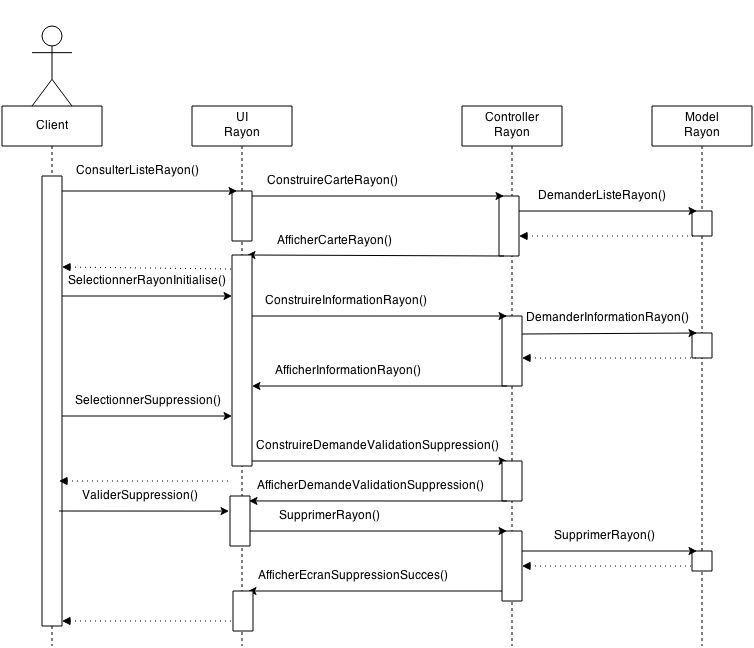 Client
UI
Rayon
Controller
Rayon
Model
Rayon
ConsulterListeRayon()
ConstruireCarteRayon()
DemanderListeRayon()
AfficherCarteRayon()
SelectionnerRayonInitialise()
ConstruireInformationRayon()
DemanderInformationRayon()
AfficherInformationRayon()
SelectionnerSuppression()
ConstruireDemandeValidationSuppression()
AfficherDemandeValidationSuppression()
ValiderSuppression()
SupprimerRayon()
SupprimerRayon()
AfficherEcranSuppressionSucces()